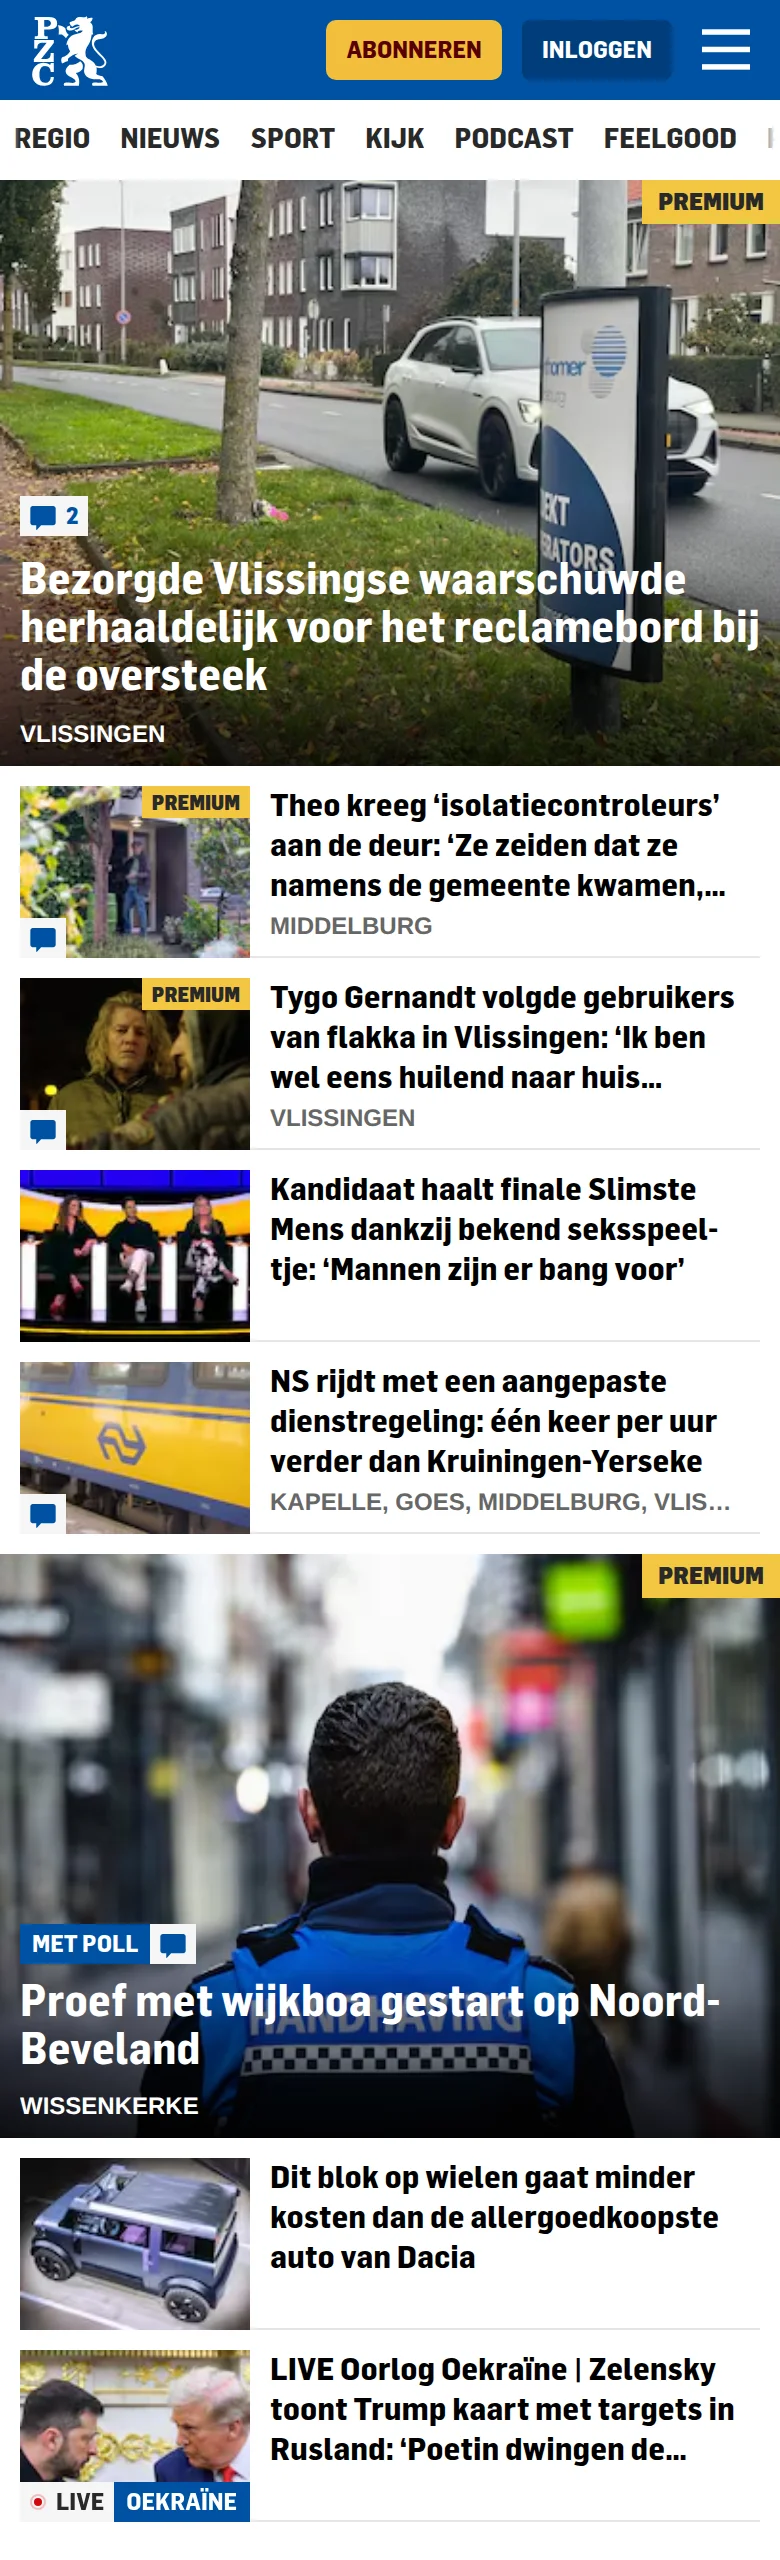 PZC
ABONNEREN
INLOGGEN
REGIO NIEUWS SPORT KIJK PODCAST FEELGOOD
PREMIUM
homer
EKT
RATORS
2
Bezorgde Vlissingse waarschuwde
herhaaldelijk voor het reclamebord bij
de oversteek
VLISSINGEN
PREMIUM
Theo kreeg ‘isolatiecontroleurs’
aan de deur: ‘Ze zeiden dat ze
namens de gemeente kwamen,...
MIDDELBURG
PREMIUM
Tygo Gernandt volgde gebruikers
van flakka in Vlissingen: ‘Ik ben
wel eens huilend naar huis...
VLISSINGEN
Kandidaat haalt finale Slimste
Mens dankzij bekend seksspeel-
tje: ‘Mannen zijn er bang voor’
NS rijdt met een aangepaste
dienstregeling: één keer per uur
verder dan Kruiningen-Yerseke
KAPELLE, GOES, MIDDELBURG, VLIS...
PREMIUM
MET POLL
HANDHAVING
Proef met wijkboa gestart op Noord-
Beveland
WISSENKERKE
Dit blok op wielen gaat minder
kosten dan de allergoedkoopste
auto van Dacia
LIVE Oorlog Oekraïne | Zelensky
toont Trump kaart met targets in
Rusland: ‘Poetin dwingen de...
LIVE OEKRAÏNE